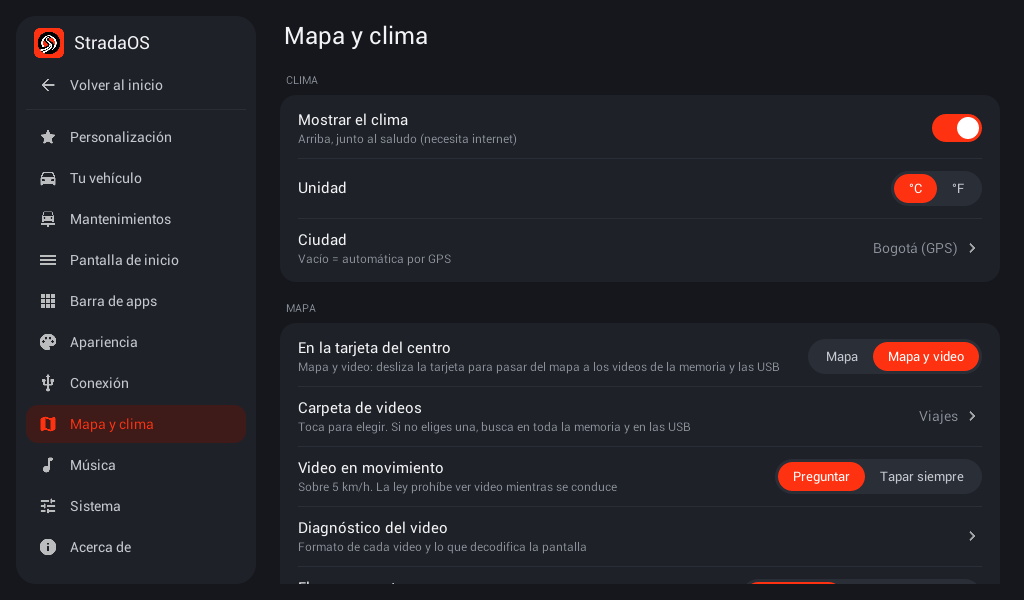 StradaOS
Volver al inicio
Personalización
Tu vehículo
Mantenimientos
Pantalla de inicio
Barra de apps
Apariencia
Conexión
Mapa y clima
Música
Sistema
Acerca de
Mapa y clima
CLIMA
Mostrar el clima
Arriba, junto al saludo (necesita internet)
Unidad
°C °F
Ciudad
Vacío = automática por GPS
Bogotá (GPS)
MAPA
En la tarjeta del centro
Mapa y video: desliza la tarjeta para pasar del mapa a los videos de la memoria y las USB
Mapa Mapa y video
Carpeta de videos
Toca para elegir. Si no eliges una, busca en toda la memoria y en las USB
Viajes
Video en movimiento
Sobre 5 km/h. La ley prohíbe ver video mientras se conduce
Preguntar Tapar siempre
Diagnóstico del video
Formato de cada video y lo que decodifica la pantalla